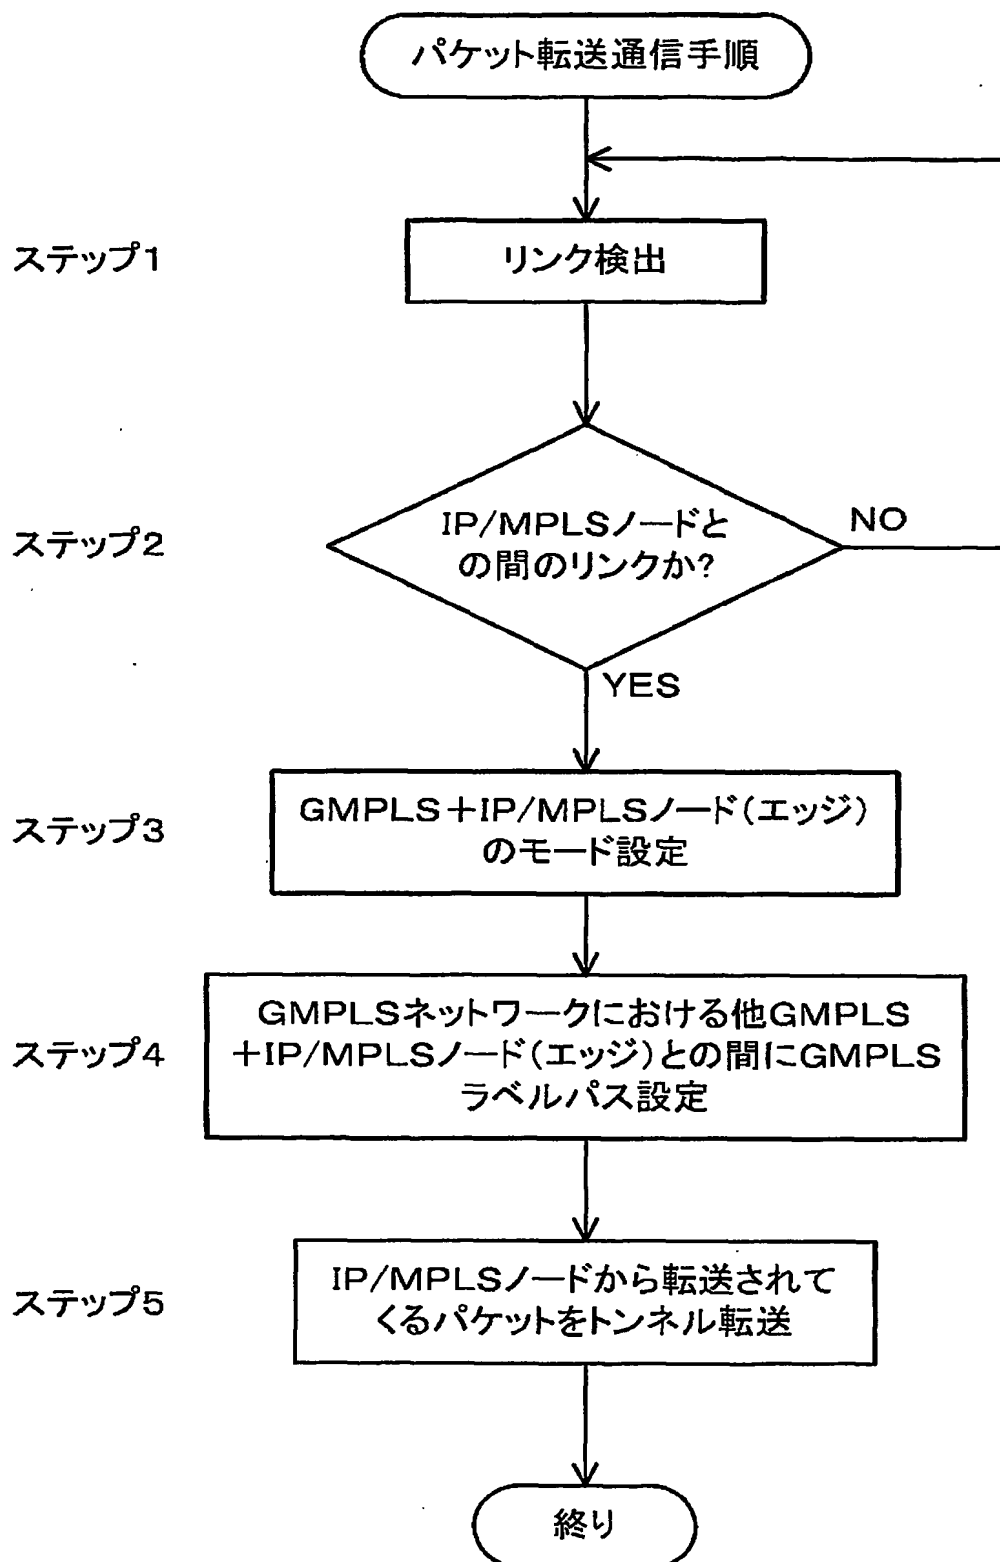 パケット転送通信手順
ステップ1
リンク検出
ステップ2
IP/MPLSノードと
の間のリンクか?
NO
YES
ステップ3
GMPLS+IP/MPLSノード(エッジ)
のモード設定
ステップ4
GMPLSネットワークにおける他GMPLS
+IP/MPLSノード(エッジ)との間にGMPLS
ラベルパス設定
ステップ5
IP/MPLSノードから転送されて
くるパケットをトンネル転送
終り